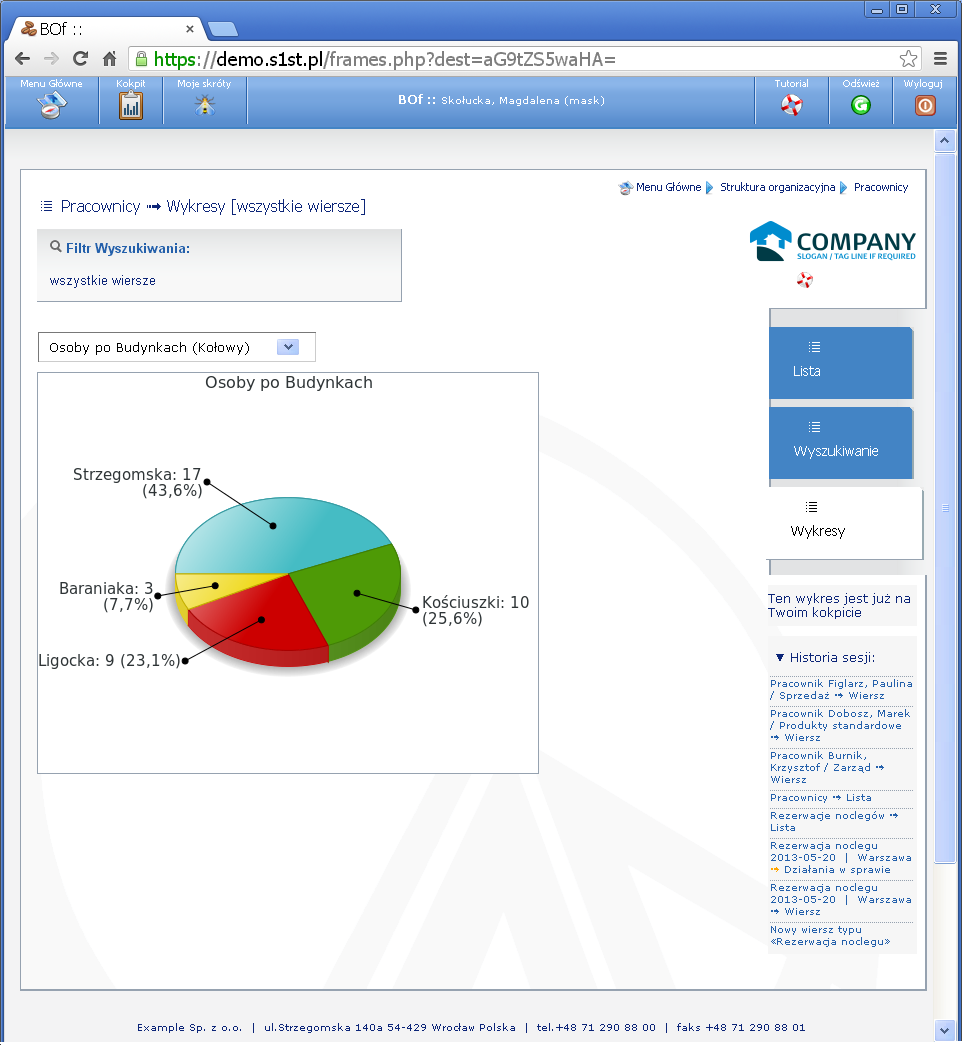 BOf ::
https://demo.s1st.pl/frames.php?dest=aG9tZS5waHA=
Menu Główne
Kokpit
Moje skróty
BOf :: Skołucka, Magdalena (mask)
Tutorial
Odśwież
Wyloguj
Menu Główne
Struktura organizacyjna
Pracownicy
Pracownicy ➞ Wykresy [wszystkie wiersze]
Filtr Wyszukiwania:
wszystkie wiersze
COMPANY
SLOGAN / TAG LINE IF REQUIRED
Osoby po Budynkach (Kołowy)
Osoby po Budynkach
Strzegomska: 17
(43,6%)
Baraniaka: 3
(7,7%)
Kościuszki: 10
(25,6%)
Ligocka: 9 (23,1%)
Lista
Wyszukiwanie
Wykresy
Ten wykres jest już na
Twoim kokpicie
▼ Historia sesji:
Pracownik Figlarz, Paulina
/ Sprzedaż ➞ Wiersz
Pracownik Dobosz, Marek
/ Produkty standardowe
➞ Wiersz
Pracownik Burnik,
Krzysztof / Zarząd ➞
Wiersz
Pracownicy ➞ Lista
Rezerwacje noclegów ➞
Lista
Rezerwacja noclegu
2013-05-20 | Warszawa
➞ Działania w sprawie
Rezerwacja noclegu
2013-05-20 | Warszawa
➞ Wiersz
Nowy wiersz typu
«Rezerwacja noclegu»
Example Sp. z o.o. | ul.Strzegomska 140a 54-429 Wrocław Polska | tel.+48 71 290 88 00 | faks +48 71 290 88 01